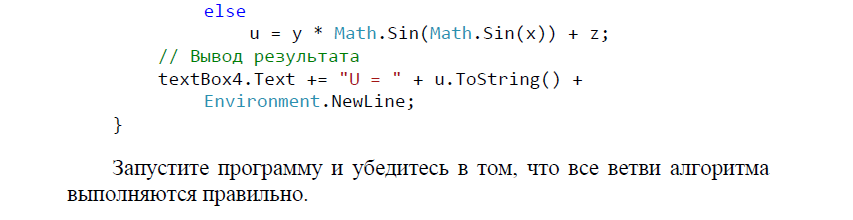 else
u = y * Math.Sin(Math.Sin(x)) + z;
// Вывод результата
textBox4.Text += "U = " + u.ToString() +
Environment.NewLine;
}
Запустите программу и убедитесь в том, что все ветви алгоритма
выполняются правильно.